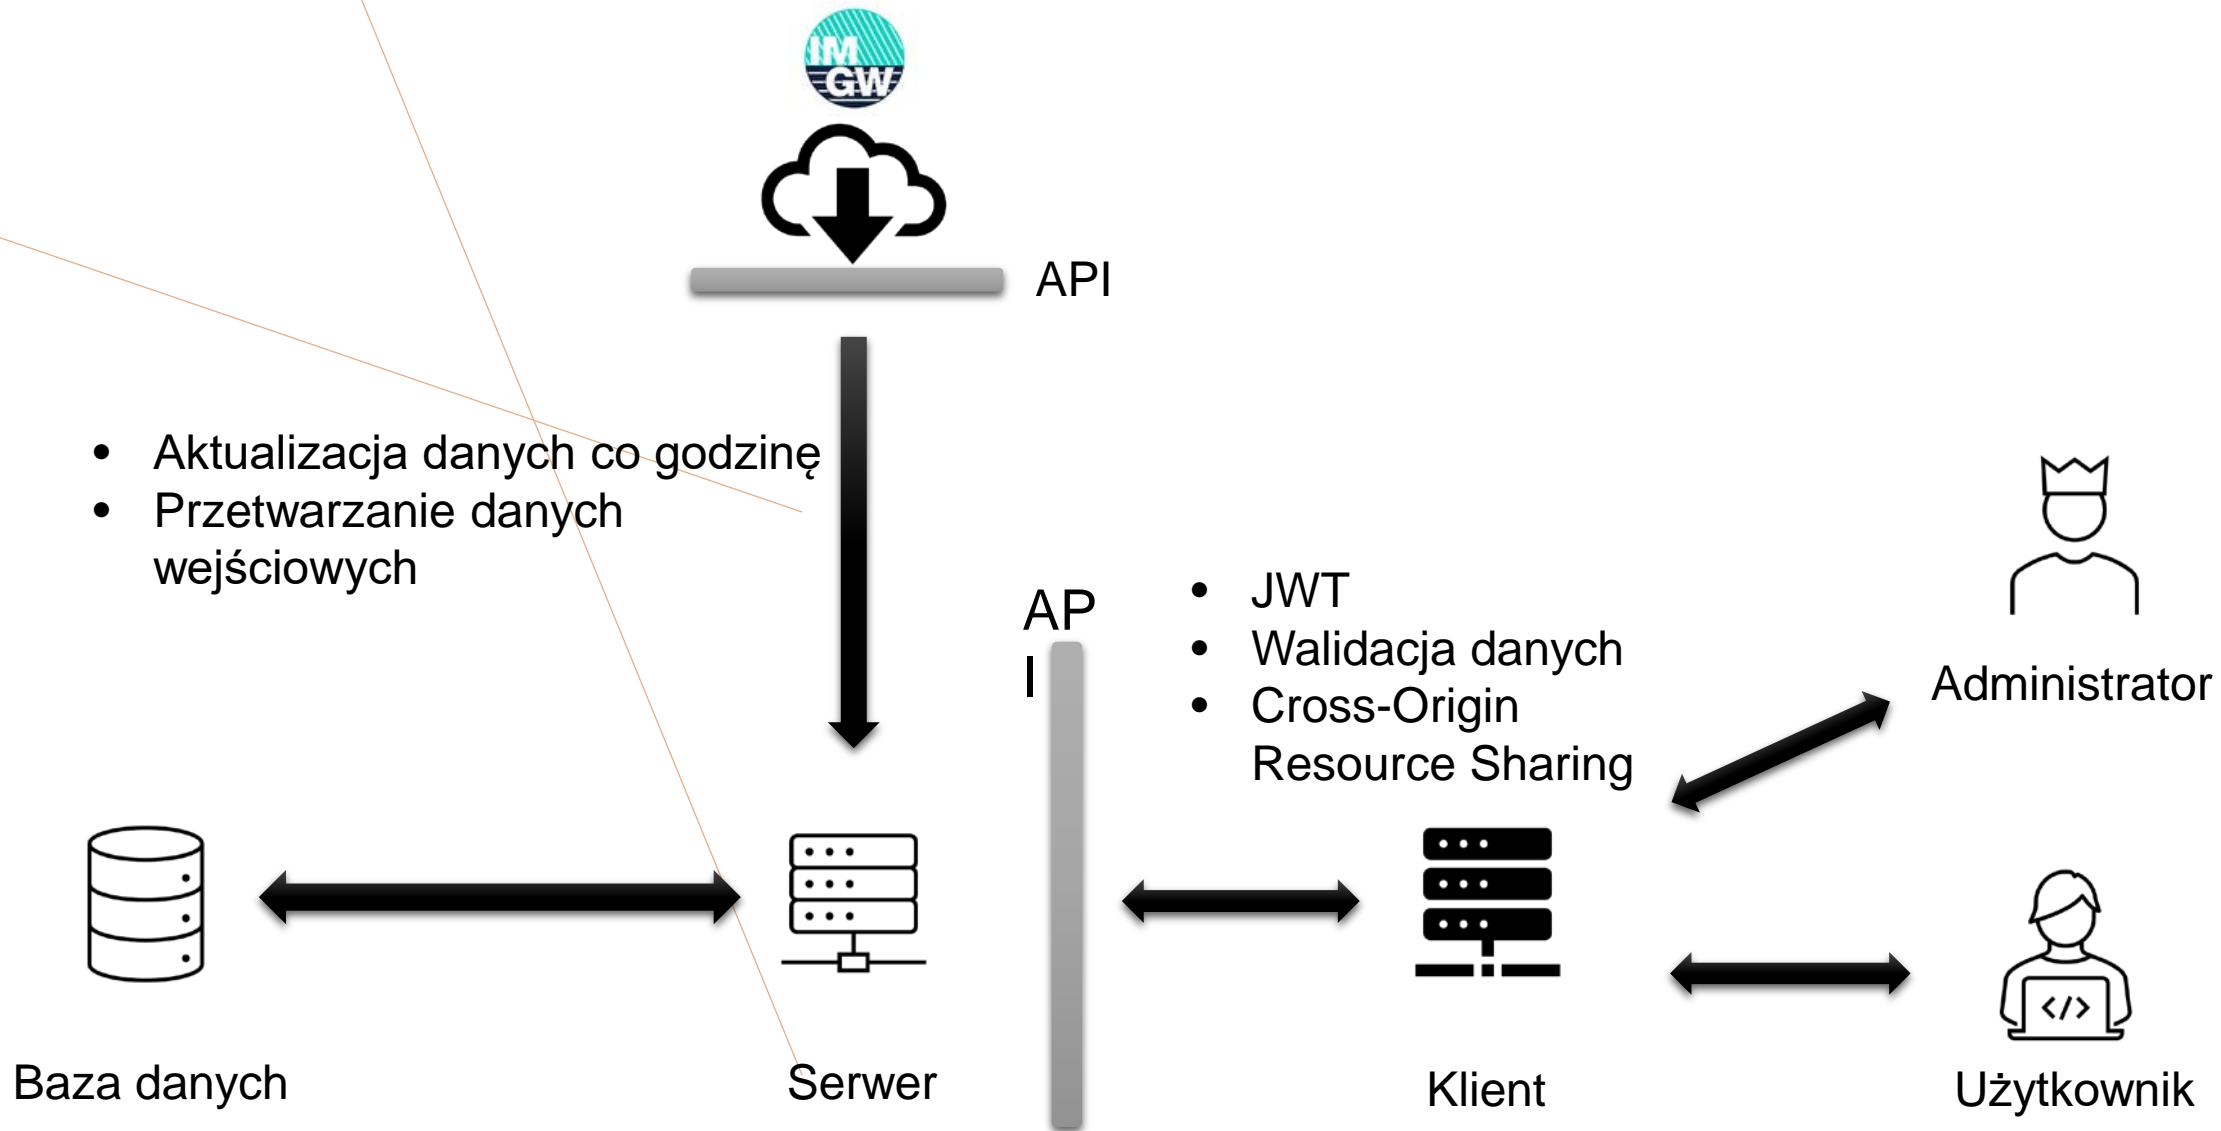 IM
GW
API
• Aktualizacja danych co godzinę
• Przetwarzanie danych
wejściowych
AP
I
• JWT
• Walidacja danych
• Cross-Origin
Resource Sharing
Administrator
</>
Baza danych
Serwer
Klient
Użytkownik